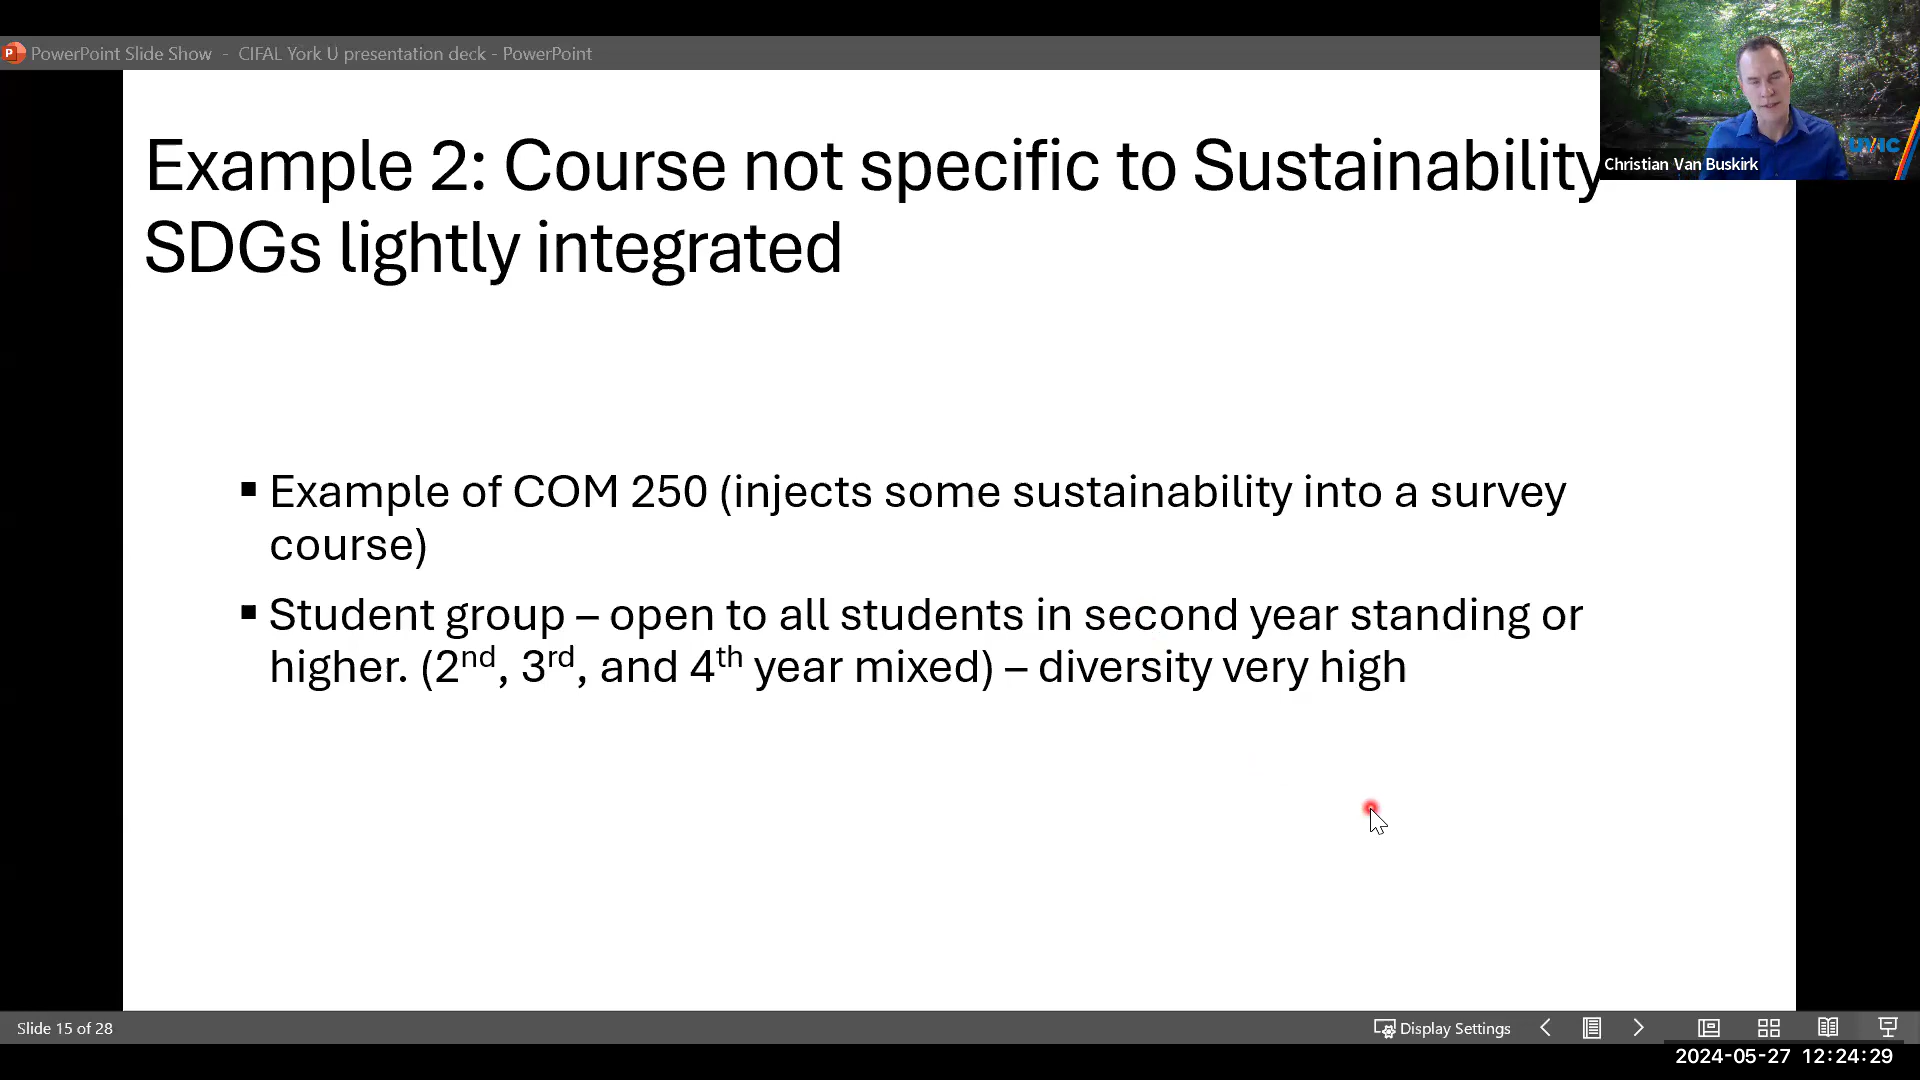 PowerPoint Slide Show - CIFAL York U presentation deck - PowerPoint
Christian Van Buskirk
Example 2: Course not specific to Sustainability
SDGs lightly integrated
▪ Example of COM 250 (injects some sustainability into a survey
course)
▪ Student group – open to all students in second year standing or
higher. (2nd, 3rd, and 4th year mixed) – diversity very high
Slide 15 of 28
Display Settings
2024-05-27 12:24:29